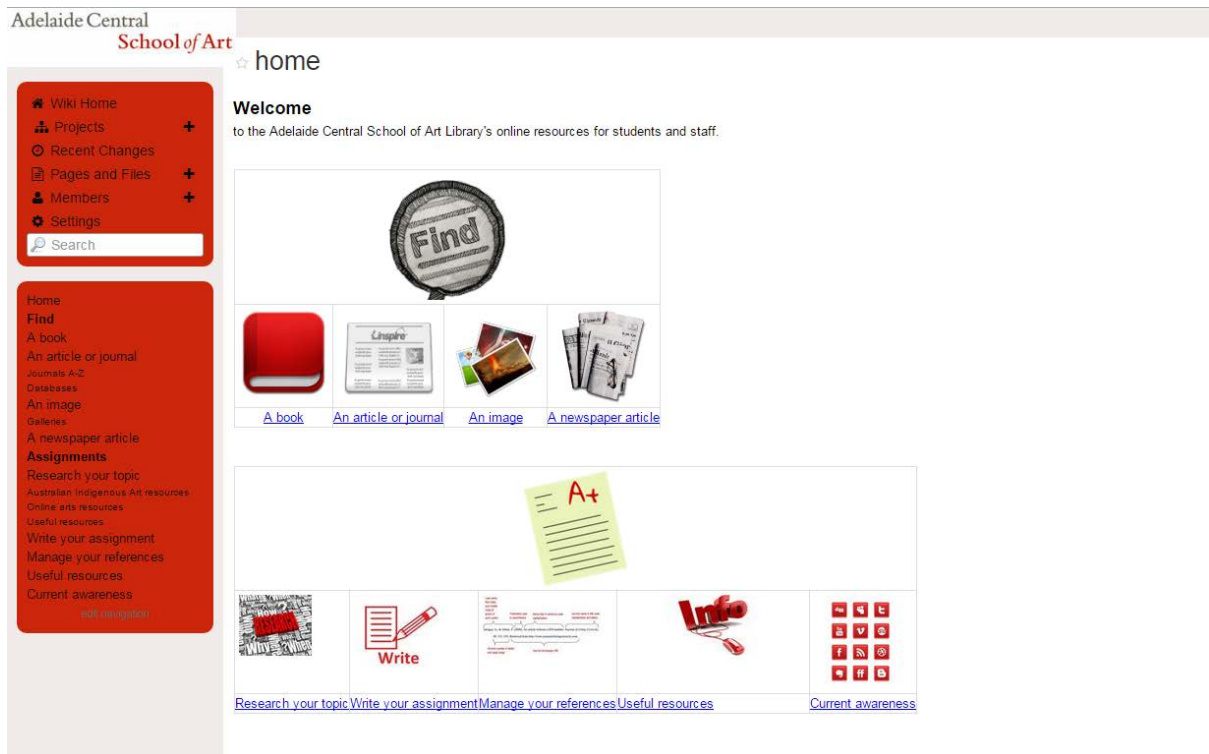 Adelaide Central
School of Art
home
Wiki Home
Projects
Recent Changes
Pages and Files
Members
Settings
Search
Home
Find
A book
An article or journal
Journals A-Z
Databases
An image
Galleries
A newspaper article
Assignments
Research your topic
Australian Indigenous Art resources
Online arts resources
Useful resources
Write your assignment
Manage your references
Useful resources
Current awareness
edit navigation
Welcome
to the Adelaide Central School of Art Library's online resources for students and staff.
Find
Linspire
A book An article or journal An image A newspaper article
A+
How?
RESEARCH
Why? When
Write
Info
Research your topic Write your assignment Manage your references Useful resources Current awareness